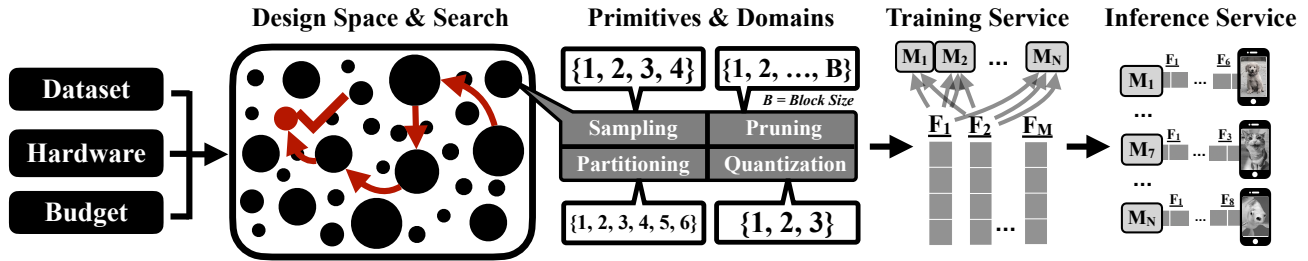 Design Space & Search
Primitives & Domains
Training Service
Inference Service
Dataset
Hardware
Budget
{1, 2, 3, 4}
{1, 2, ..., B}
B = Block Size
Sampling
Pruning
Partitioning
Quantization
{1, 2, 3, 4, 5, 6}
{1, 2, 3}
M1 M2 ... MN
F1 F2 FM
...
M1 F1 ... F6
...
M7 F1 ... F3
...
MN F1 ... F8